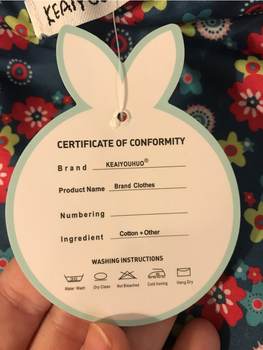 KEAIYOU
CERTIFICATE OF CONFORMITY
Brand KEAIYOUHUO®
Product Name Brand Clothes
Numbering
Ingredient Cotton + Other
WASHING INSTRUCTIONS
Water Wash Dry Clean Not Bleached Cold Ironing Hang Dry